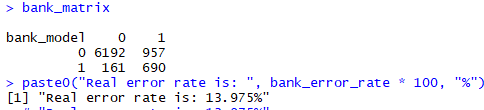 > bank_matrix
bank_model 0 1
0 6192 957
1 161 690
> paste0("Real error rate is: ", bank_error_rate * 100, "%")
[1] "Real error rate is: 13.975%"